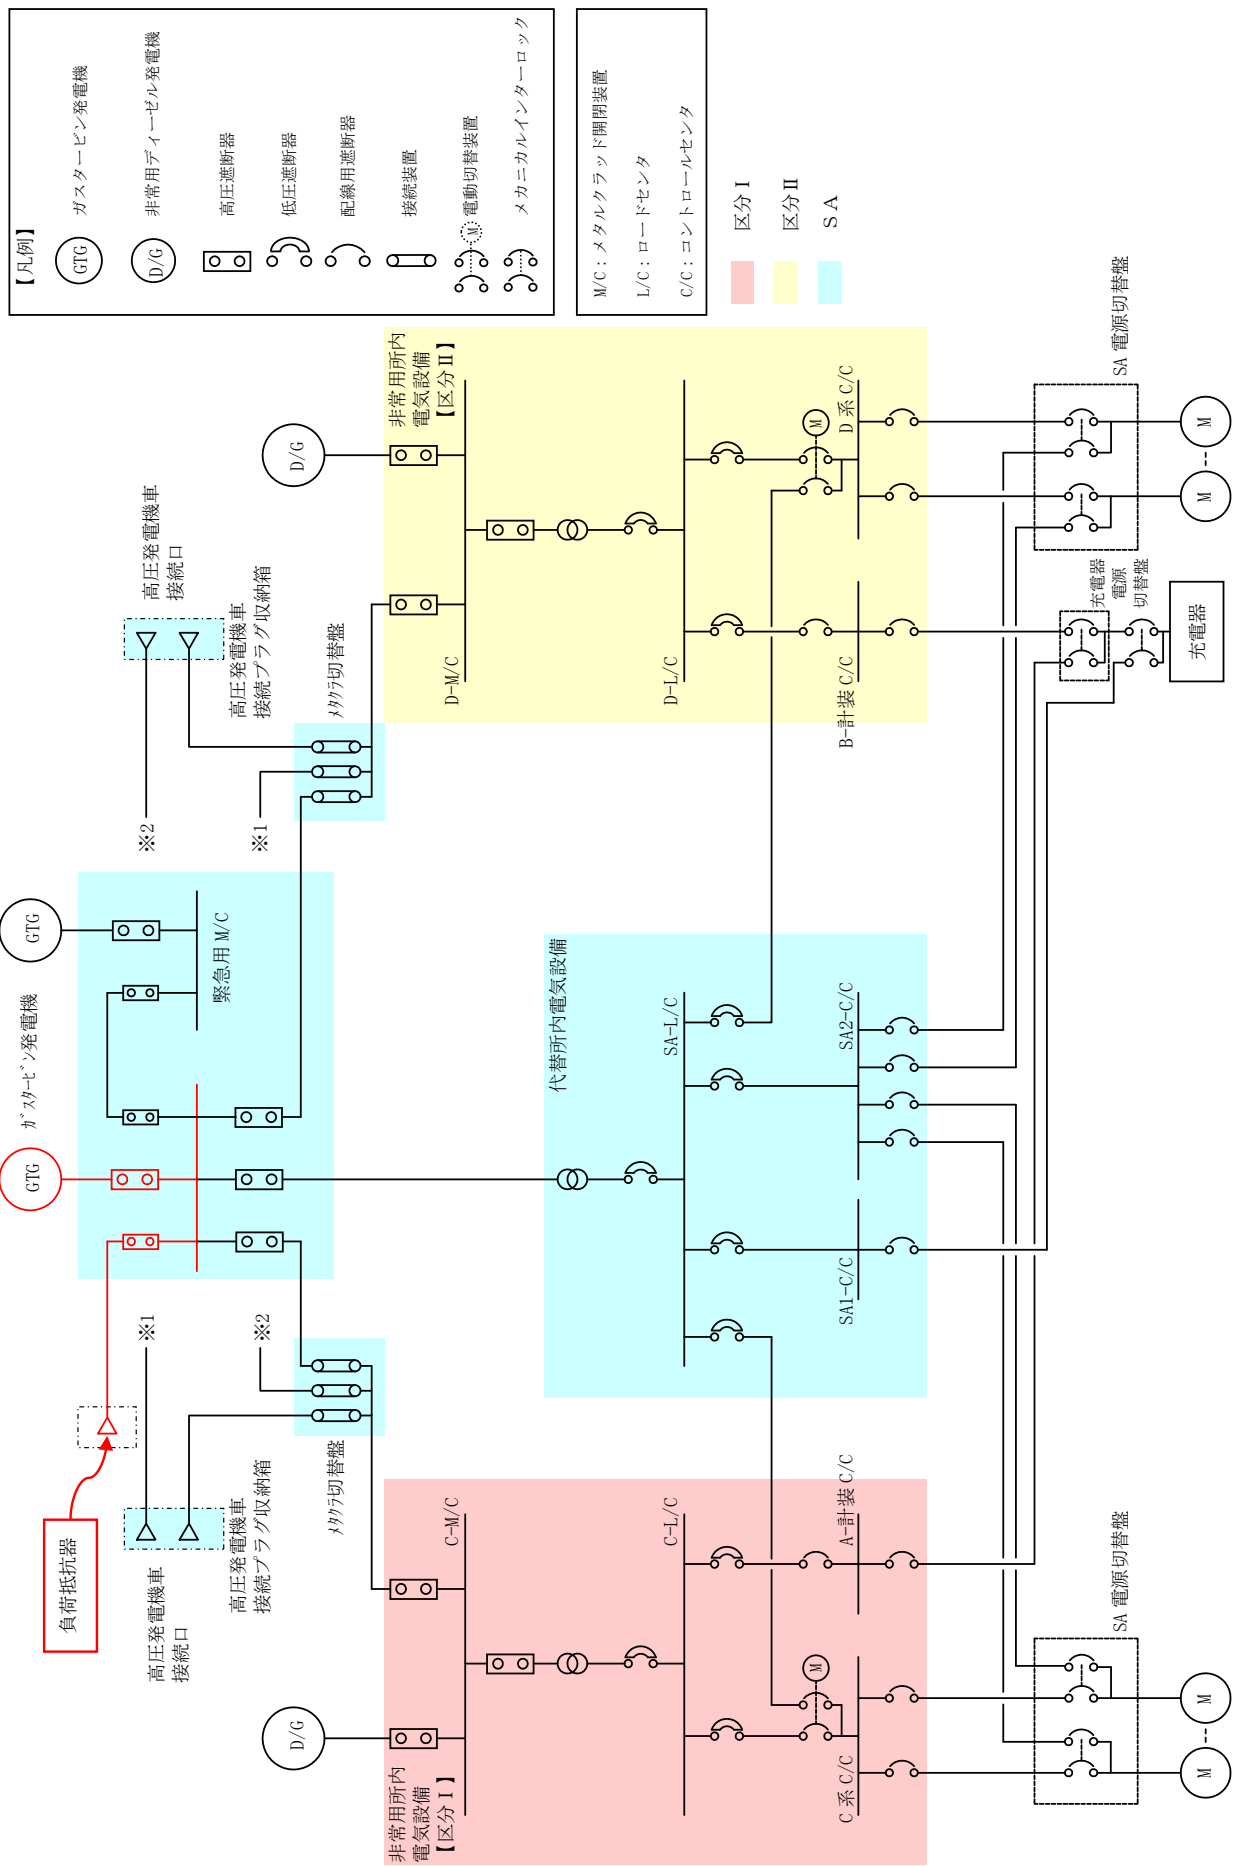 【凡例】
GTG
ガスタービン発電機
D/G
非常用ディーゼル発電機
高圧遮断器
低圧遮断器
配線用遮断器
接続装置
M
電動切替装置
メカニカルインターロック
M/C：メタルクラッド開閉装置
L/C：ロードセンタ
C/C：コントロールセンタ
区分Ⅰ
区分Ⅱ
ＳＡ
ｶﾞｽﾀｰﾋﾞﾝ発電機
GTG
GTG
緊急用 M/C
負荷抵抗器
高圧発電機車
接続口
高圧発電機車
接続プラグ収納箱
※1
※2
ﾒﾀｸﾗ切替盤
高圧発電機車
接続口
高圧発電機車
接続プラグ収納箱
※2
※1
ﾒﾀｸﾗ切替盤
D/G
非常用所内
電気設備
【区分Ⅰ】
C-M/C
C-L/C
C 系 C/C
A-計装 C/C
M
代替所内電気設備
SA-L/C
SA1-C/C
SA2-C/C
D/G
非常用所内
電気設備
【区分Ⅱ】
D-M/C
D-L/C
B-計装 C/C
D 系 C/C
M
SA 電源切替盤
M
M
充電器
電源
切替盤
充電器
SA 電源切替盤
M
M